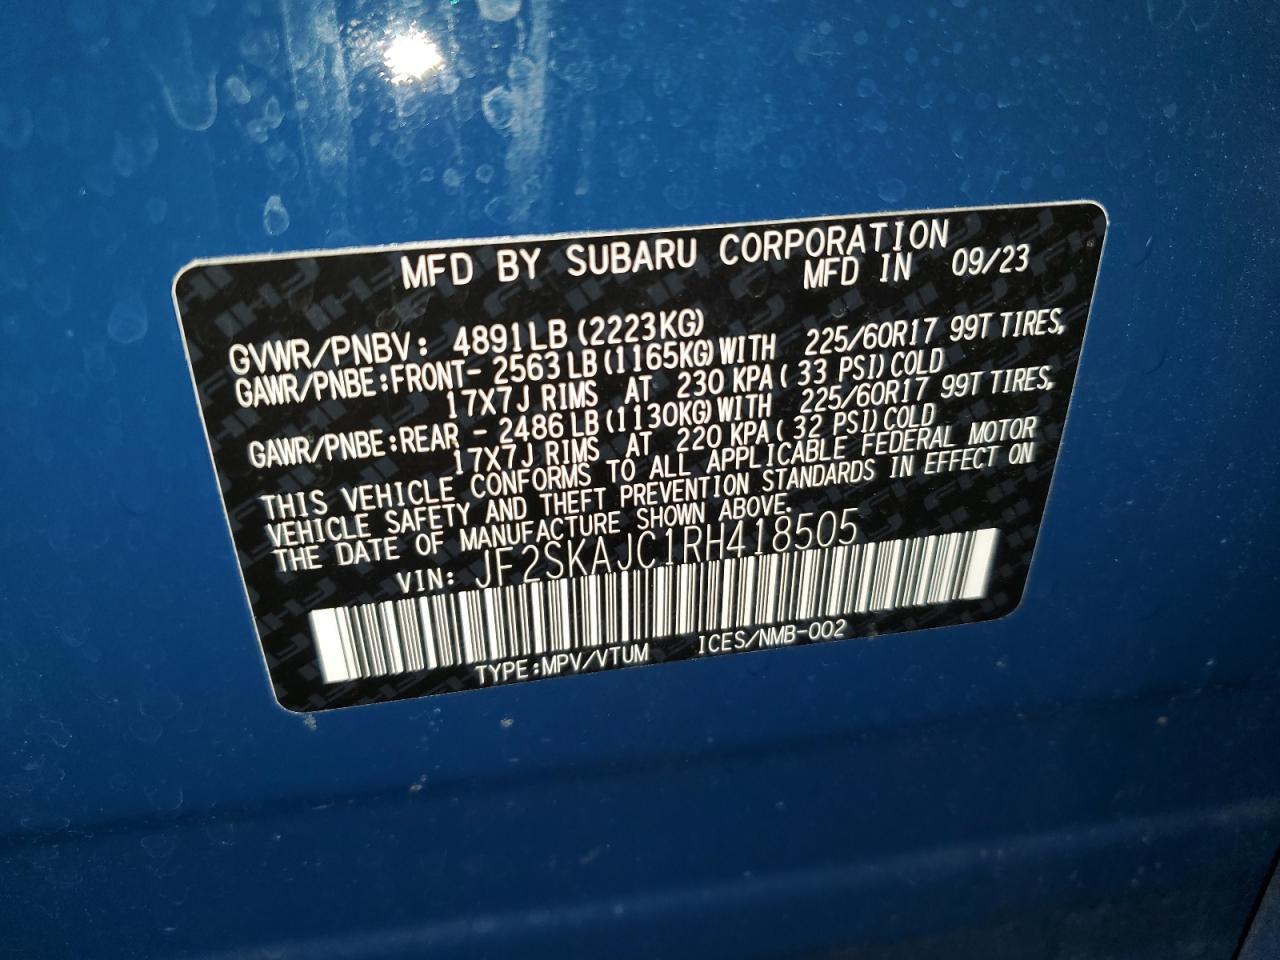 MFD BY SUBARU CORPORATION
MFD IN 09/23
GVWR/PNBV: 4891LB (2223KG)
GAWR/PNBE:FRONT- 2563 LB (1165KG) WITH 225/60R17 99T TIRES,
17X7J RIMS AT 230 KPA ( 33 PSI) COLD
GAWR/PNBE:REAR - 2486 LB (1130KG) WITH 225/60R17 99T TIRES,
17X7J RIMS AT 220 KPA ( 32 PSI) COLD
THIS VEHICLE CONFORMS TO ALL APPLICABLE FEDERAL MOTOR
VEHICLE SAFETY AND THEFT PREVENTION STANDARDS IN EFFECT ON
THE DATE OF MANUFACTURE SHOWN ABOVE.
VIN: JF2SKAJC1RH418505
TYPE:MPV/VTUM ICES/NMB-002